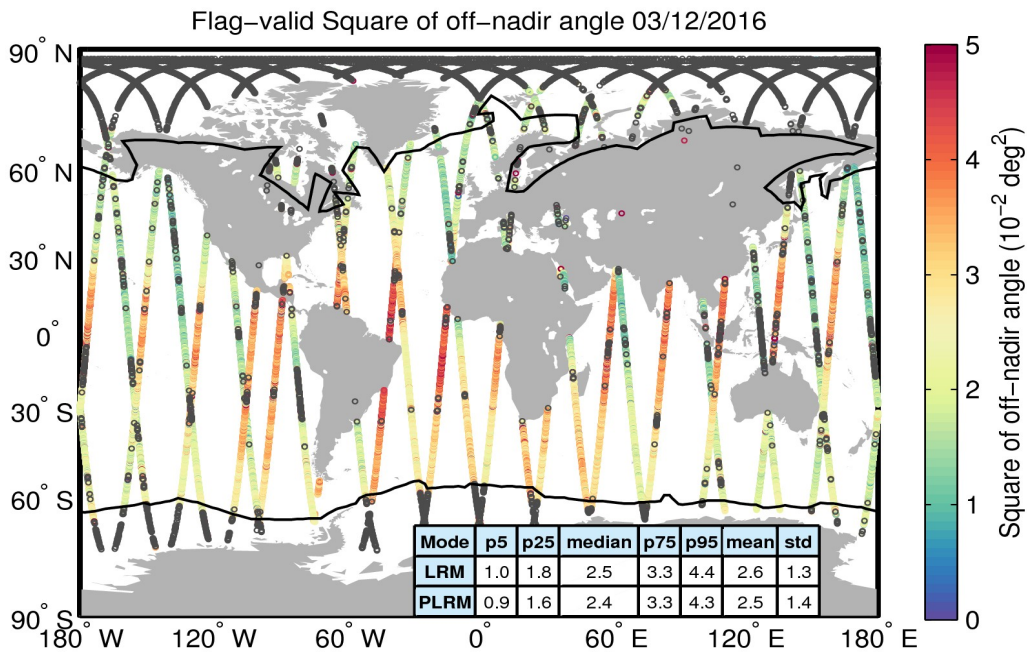 Flag−valid Square of off−nadir angle 03/12/2016
90° N
60° N
30° N
0°
30° S
60° S
90° S
180° W
120° W
60° W
0°
60° E
120° E
180° E
Mode p5 p25 median p75 p95 mean std
LRM 1.0 1.8 2.5 3.3 4.4 2.6 1.3
PLRM 0.9 1.6 2.4 3.3 4.3 2.5 1.4
5
4
3
2
1
0
Square of off−nadir angle (10⁻² deg²)